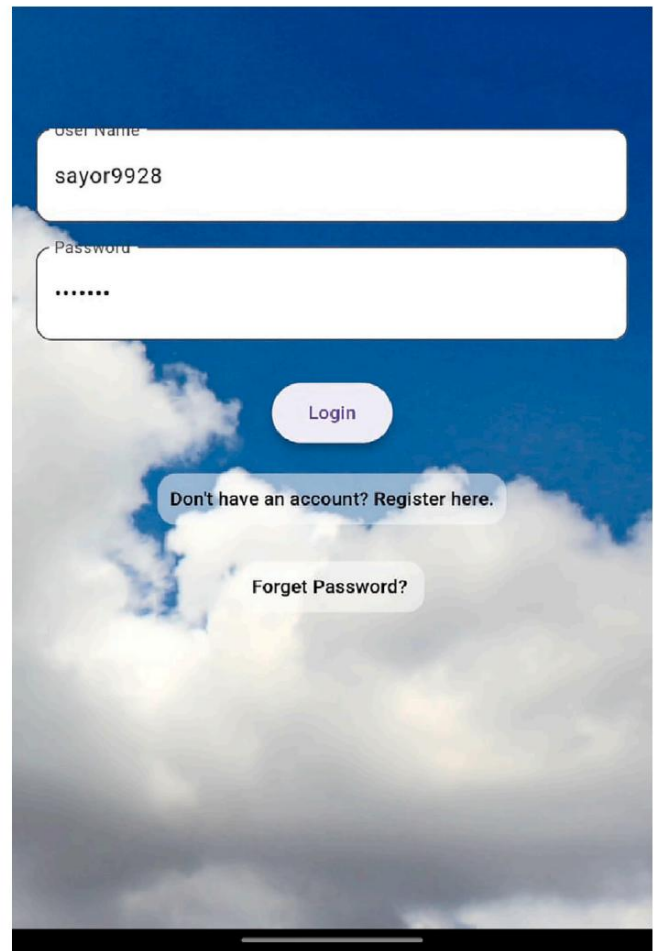 User Name
sayor9928
Password
•••••••
Login
Don't have an account? Register here.
Forget Password?